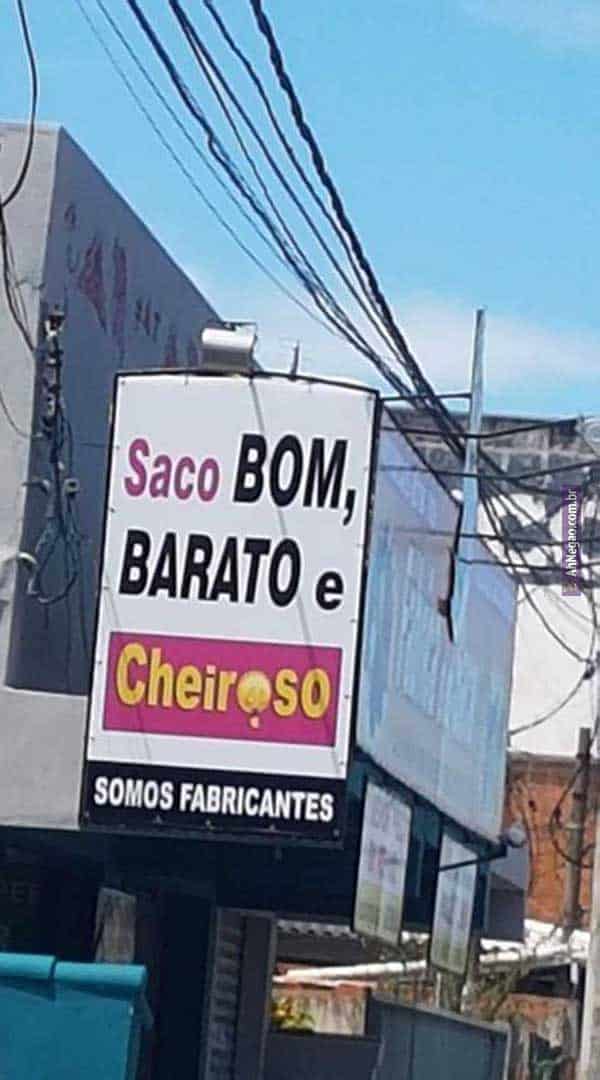 Saco BOM,
BARATO e
Cheiroso
SOMOS FABRICANTES
AhNegao.com.br